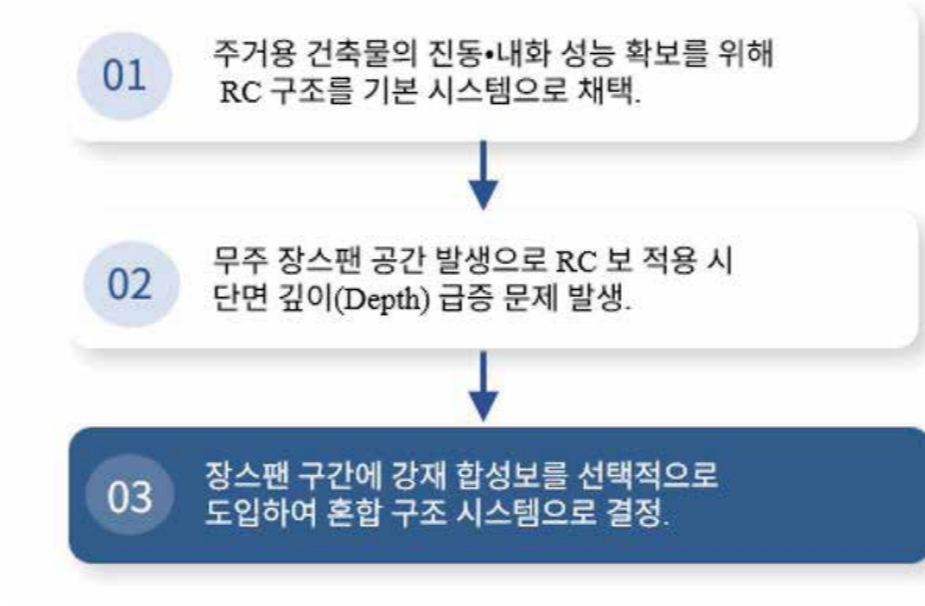 01
주거용 건축물의 진동•내화 성능 확보를 위해
RC 구조를 기본 시스템으로 채택.
02
무주 장스팬 공간 발생으로 RC 보 적용 시
단면 깊이(Depth) 급증 문제 발생.
03
장스팬 구간에 강재 합성보를 선택적으로
도입하여 혼합 구조 시스템으로 결정.